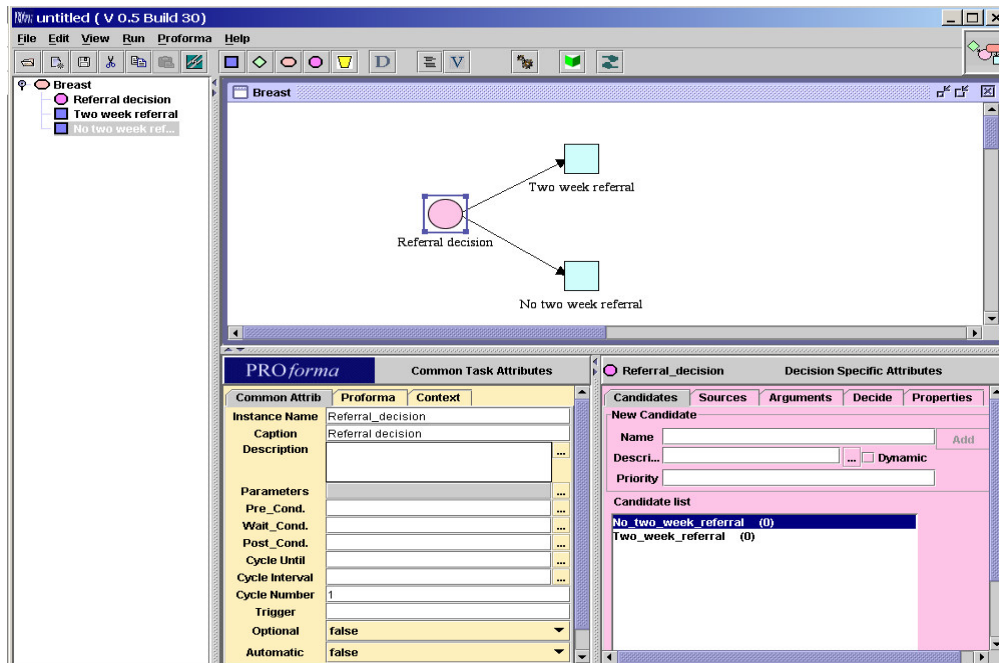 untitled ( V 0.5 Build 30)
File Edit View Run Proforma Help
D V
Breast
Referral decision
Two week referral
No two week ref...
Breast
Two week referral
Referral decision
No two week referral
PROforma Common Task Attributes
Common Attrib Proforma Context
Instance Name Referral_decision
Caption Referral decision
Description ...
Parameters ...
Pre_Cond. ...
Wait_Cond. ...
Post_Cond. ...
Cycle Until ...
Cycle Interval ...
Cycle Number 1
Trigger
Optional false
Automatic false
Referral_decision Decision Specific Attributes
Candidates Sources Arguments Decide Properties
New Candidate
Name Add
Descri... ... Dynamic
Priority
Candidate list
No_two_week_referral (0)
Two_week_referral (0)